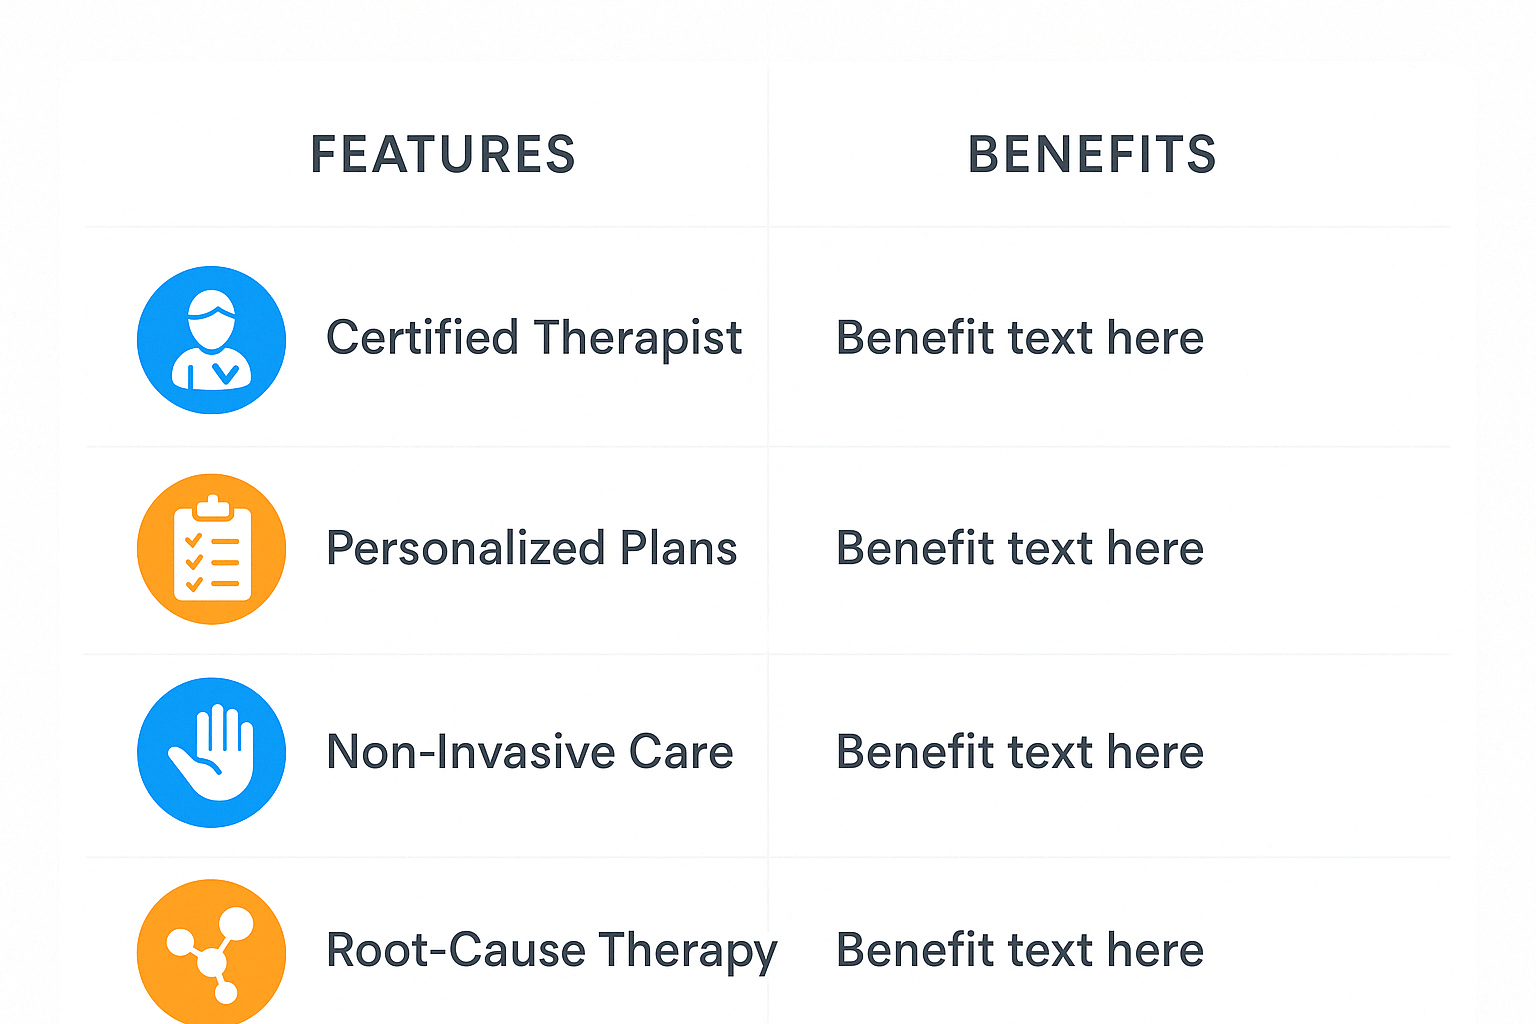 FEATURES BENEFITS
Certified Therapist Benefit text here
Personalized Plans Benefit text here
Non-Invasive Care Benefit text here
Root-Cause Therapy Benefit text here